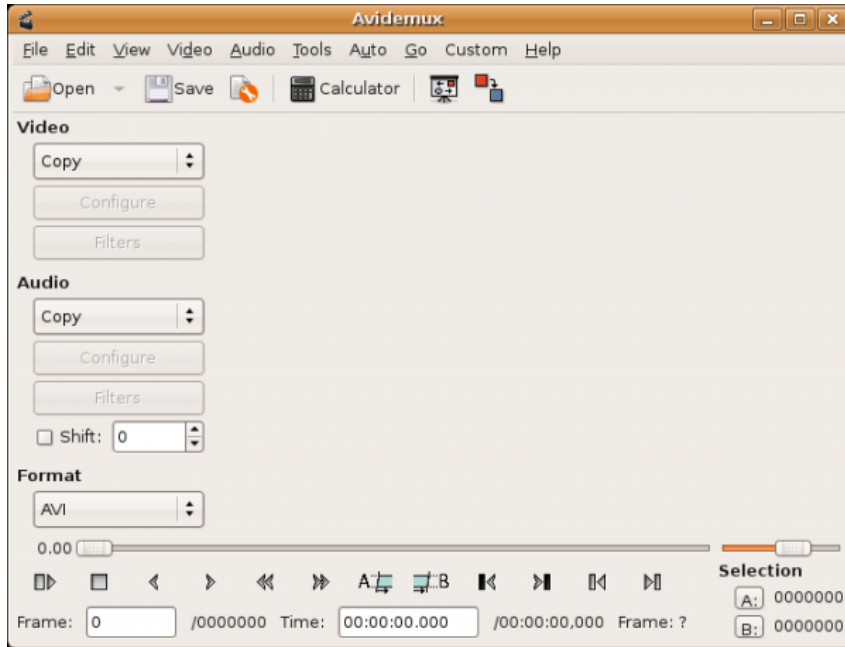 Avidemux
File Edit View Video Audio Tools Auto Go Custom Help
Open Save Calculator
Video
Copy
Configure
Filters
Audio
Copy
Configure
Filters
Shift: 0
Format
AVI
0.00
A B
Selection
A: 0000000
Frame: 0 /0000000 Time: 00:00:00.000 /00:00:00,000 Frame: ?
B: 0000000